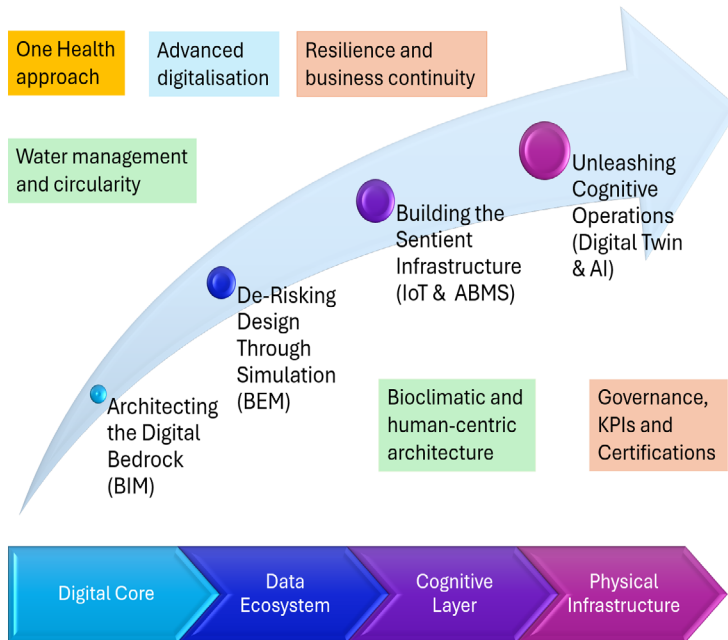 One Health
approach
Advanced
digitalisation
Resilience and
business continuity
Water management
and circularity
Unleashing
Cognitive
Operations
(Digital Twin
& AI)
Building the
Sentient
Infrastructure
(IoT & ABMS)
De-Risking
Design
Through
Simulation
(BEM)
Architecting
the Digital
Bedrock
(BIM)
Bioclimatic and
human-centric
architecture
Governance,
KPIs and
Certifications
Digital Core
Data
Ecosystem
Cognitive
Layer
Physical
Infrastructure